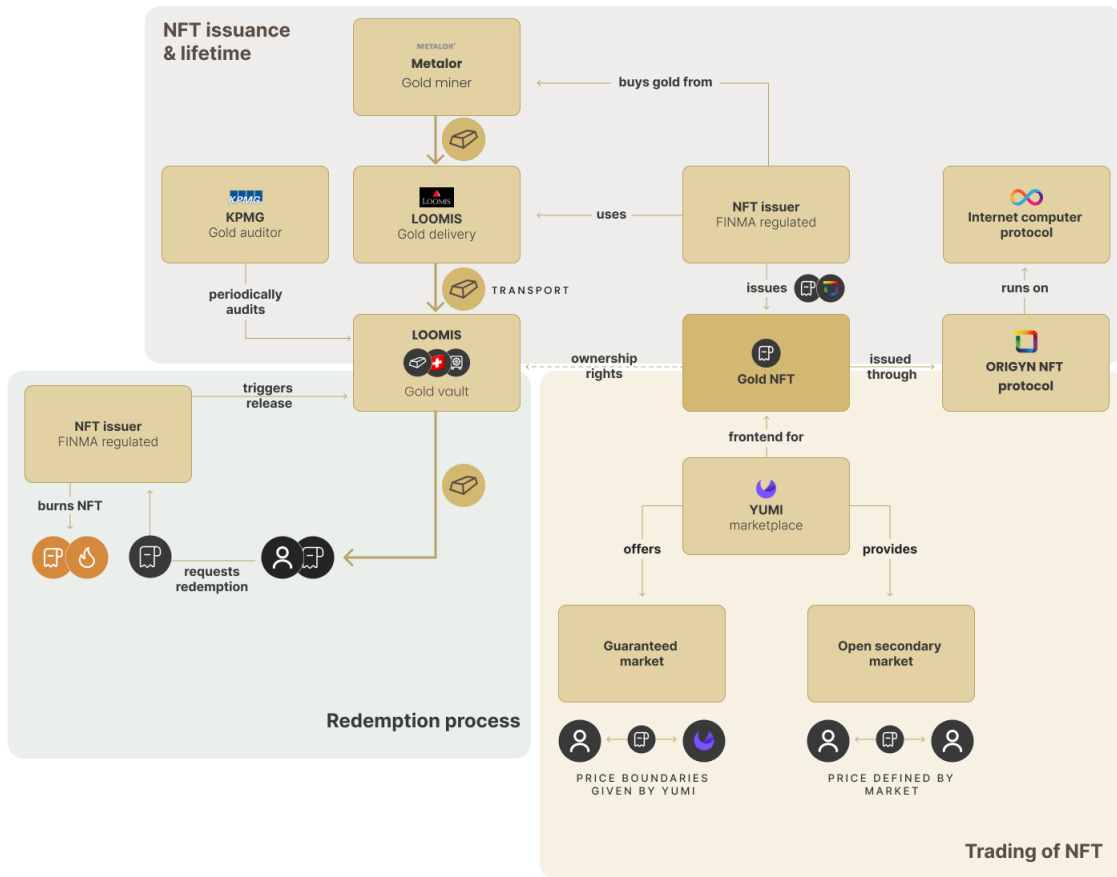 NFT issuance
& lifetime
METALOR
Metalor
Gold miner
buys gold from
KPMG
KPMG
Gold auditor
LOOMIS
LOOMIS
Gold delivery
uses
NFT issuer
FINMA regulated
Internet computer
protocol
periodically
audits
TRANSPORT
issues
runs on
LOOMIS
Gold vault
ownership
rights
Gold NFT
issued
through
ORIGYN NFT
protocol
triggers
release
NFT issuer
FINMA regulated
burns NFT
requests
redemption
Redemption process
frontend for
YUMI
marketplace
offers
provides
Guaranteed
market
Open secondary
market
PRICE BOUNDARIES
GIVEN BY YUMI
PRICE DEFINED BY
MARKET
Trading of NFT